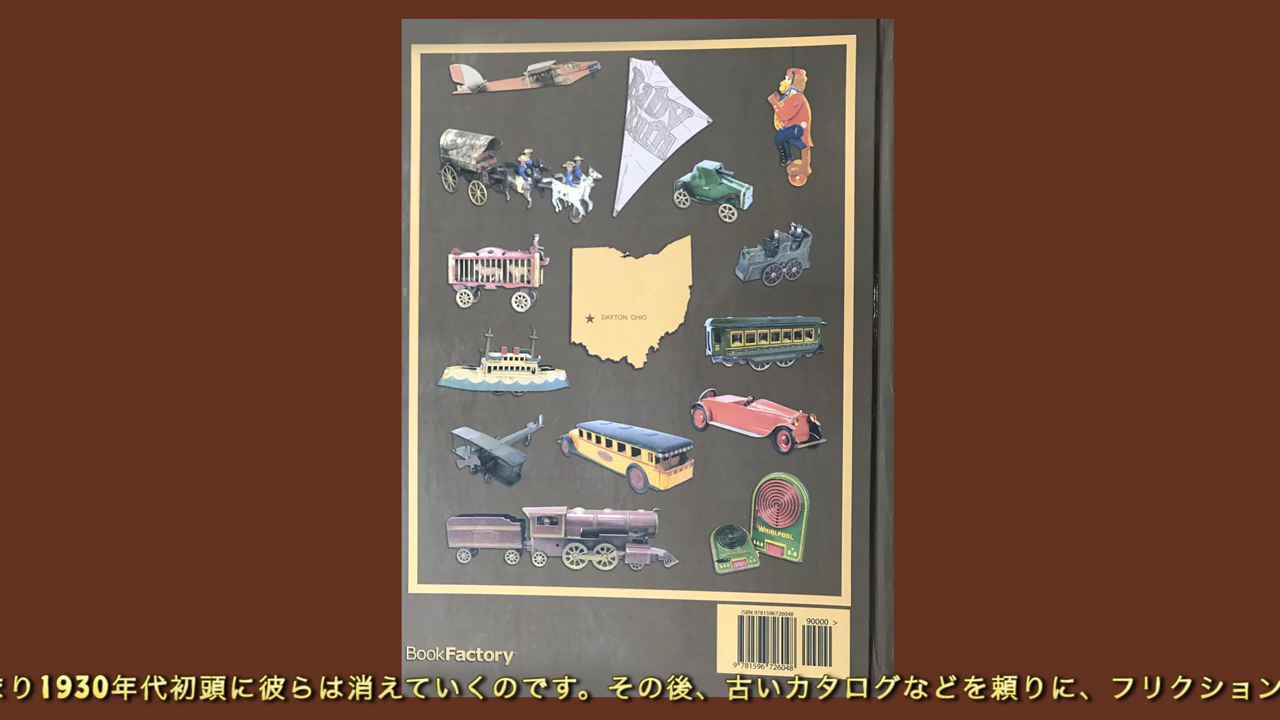 DAYTON, OHIO
WHIRLPOOL
ISBN 9781596726048
90000 >
9 781596 726048
BookFactory
まり1930年代初頭に彼らは消えていくのです。その後、古いカタログなどを頼りに、フリクション